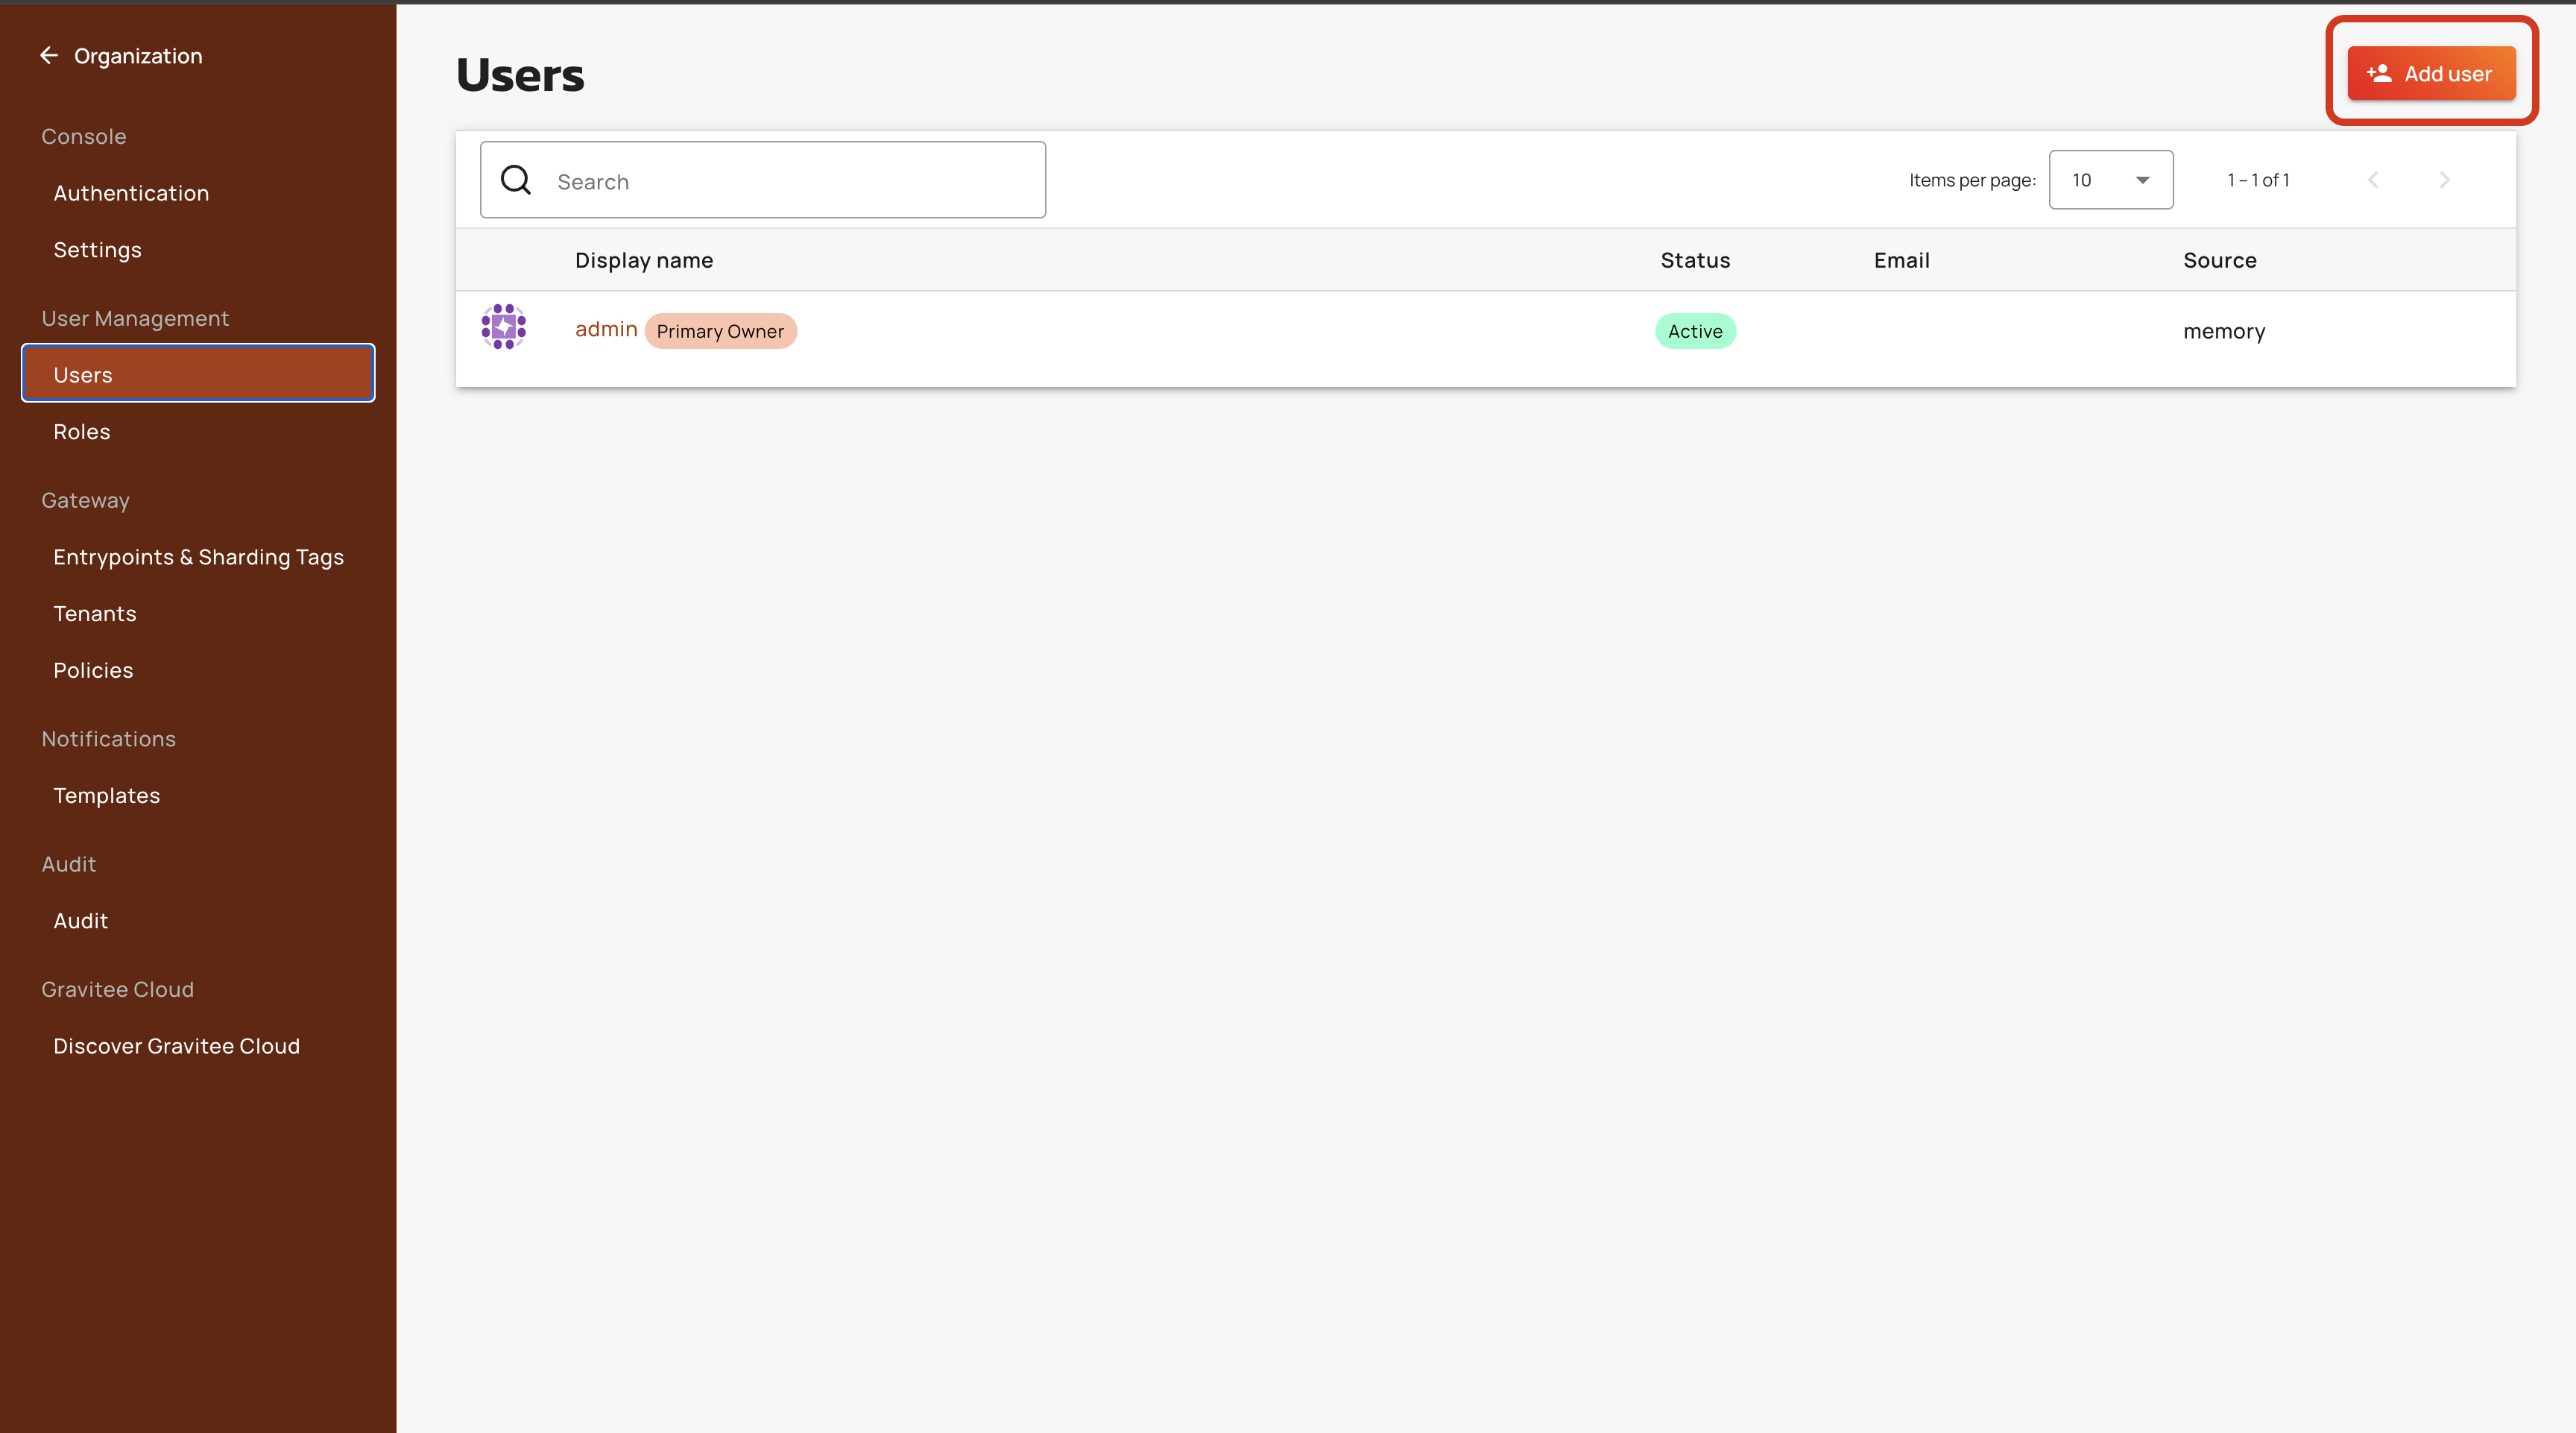 Organization
Console
Authentication
Settings
User Management
Users
Roles
Gateway
Entrypoints & Sharding Tags
Tenants
Policies
Notifications
Templates
Audit
Audit
Gravitee Cloud
Discover Gravitee Cloud
Users
Add user
Search
Items per page: 10 1 – 1 of 1
Display name Status Email Source
admin Primary Owner Active memory